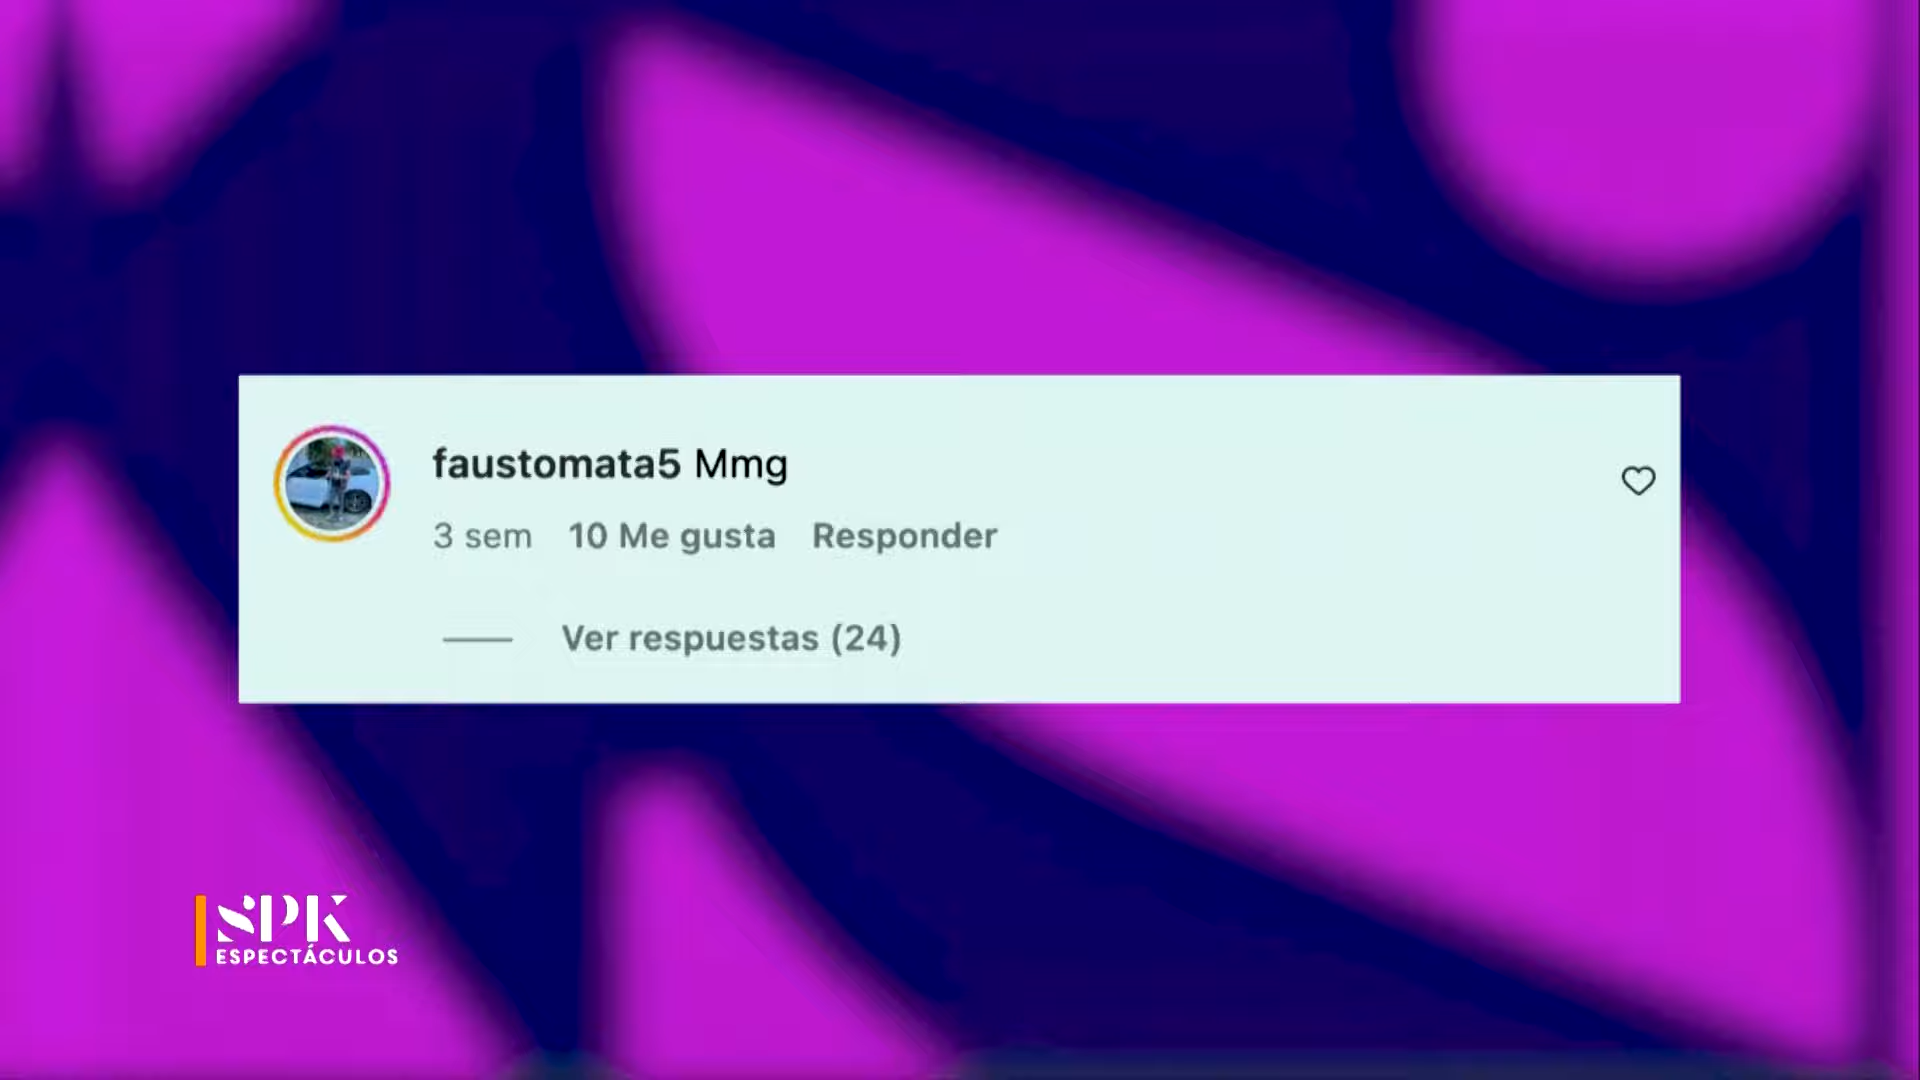 faustomata5 Mmg
3 sem 10 Me gusta Responder
Ver respuestas (24)
SPK
ESPECTÁCULOS